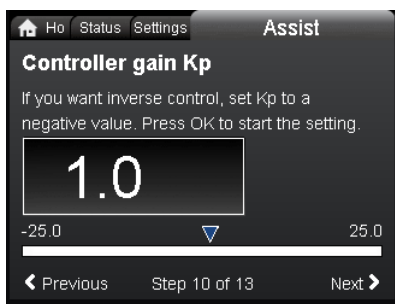 Ho Status Settings Assist
Controller gain Kp
If you want inverse control, set Kp to a
negative value. Press OK to start the setting.
1.0
-25.0 25.0
Previous Step 10 of 13 Next